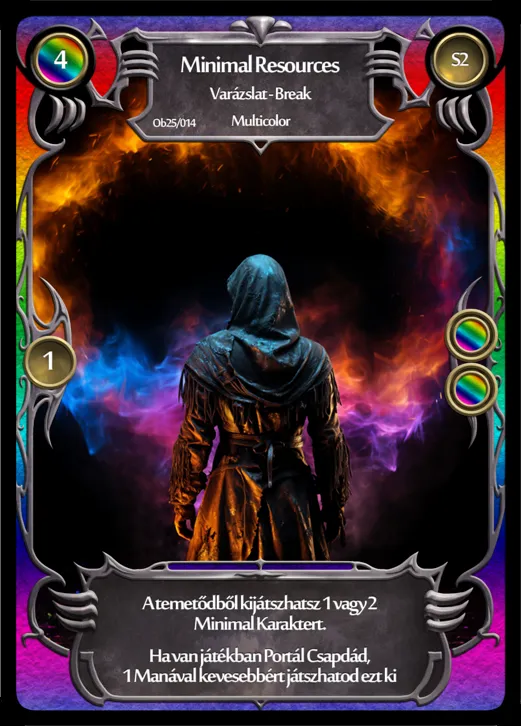 4
Minimal Resources
S2
Varázslat - Break
Ob25/014
Multicolor
1
A temetődből kijátszhatsz 1 vagy 2
Minimal Karaktert.
Ha van játékban Portál Csapdád,
1 Manával kevesebbért játszhatod ezt ki